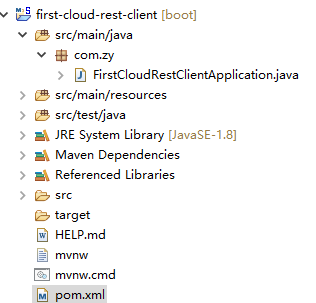 first-cloud-rest-client [boot]
src/main/java
com.zy
FirstCloudRestClientApplication.java
src/main/resources
src/test/java
JRE System Library [JavaSE-1.8]
Maven Dependencies
Referenced Libraries
src
target
HELP.md
mvnw
mvnw.cmd
pom.xml